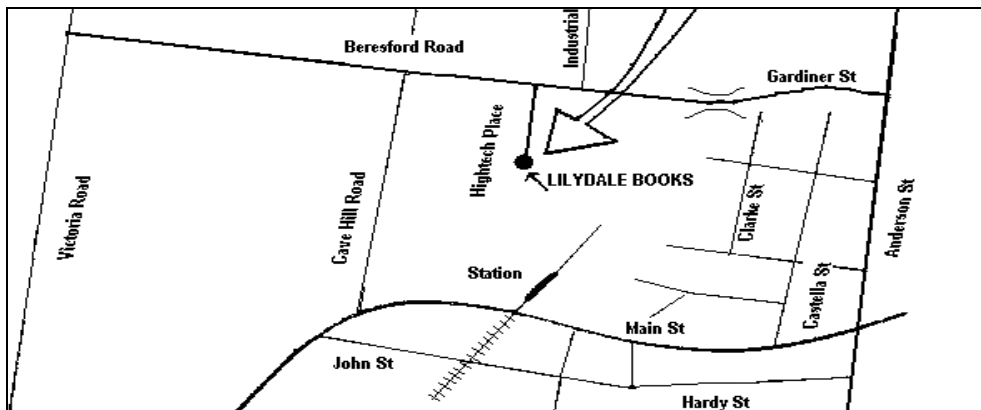 Beresford Road
Industrial
Gardiner St
Hightech Place
LILYDALE BOOKS
Victoria Road
Cave Hill Road
Clarke St
Anderson St
Station
Castella St
Main St
John St
Hardy St